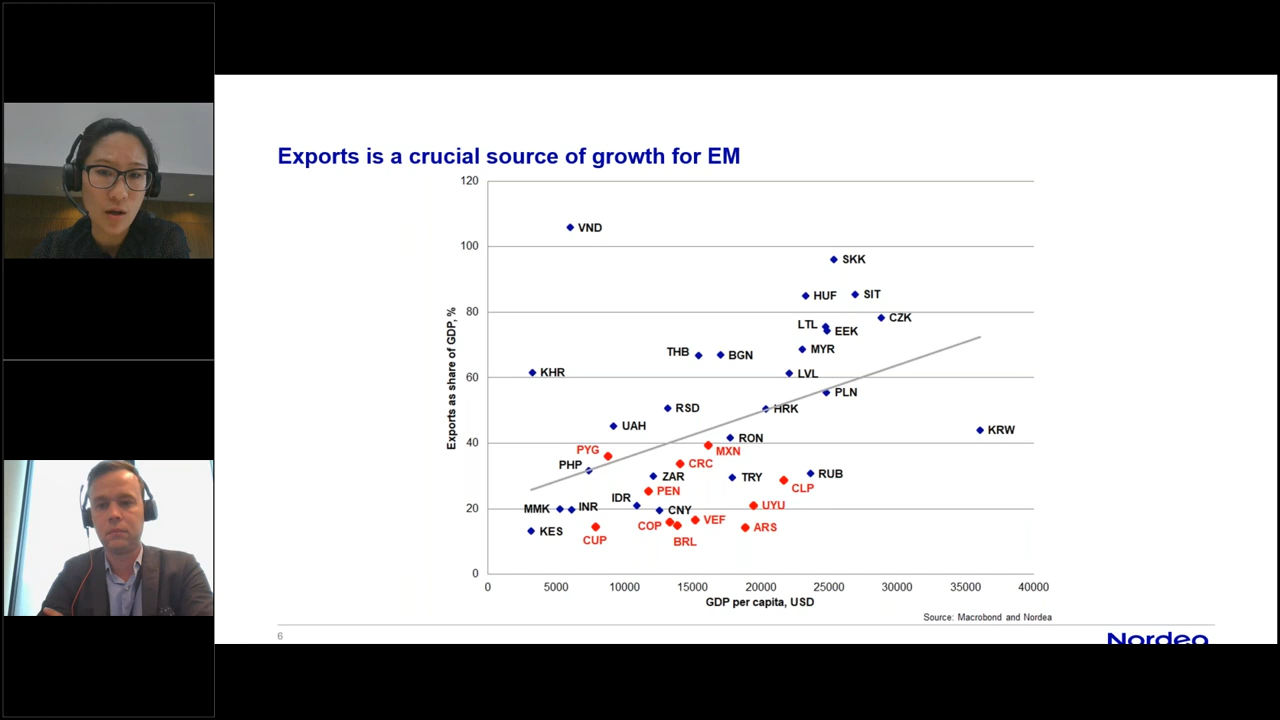 Exports is a crucial source of growth for EM
120
VND
100
SKK
HUF
SIT
80
CZK
LTL
EEK
MYR
THB
BGN
KHR
LVL
60
PLN
RSD
HRK
UAH
KRW
40
RON
PYG
MXN
PHP
CRC
ZAR
TRY
RUB
PEN
CLP
IDR
MMK
INR
CNY
UYU
20
KES
CUP
COP
BRL
VEF
ARS
0
Exports as share of GDP, %
0 5000 10000 15000 20000 25000 30000 35000 40000
GDP per capita, USD
Source: Macrobond and Nordea
6
Nordea